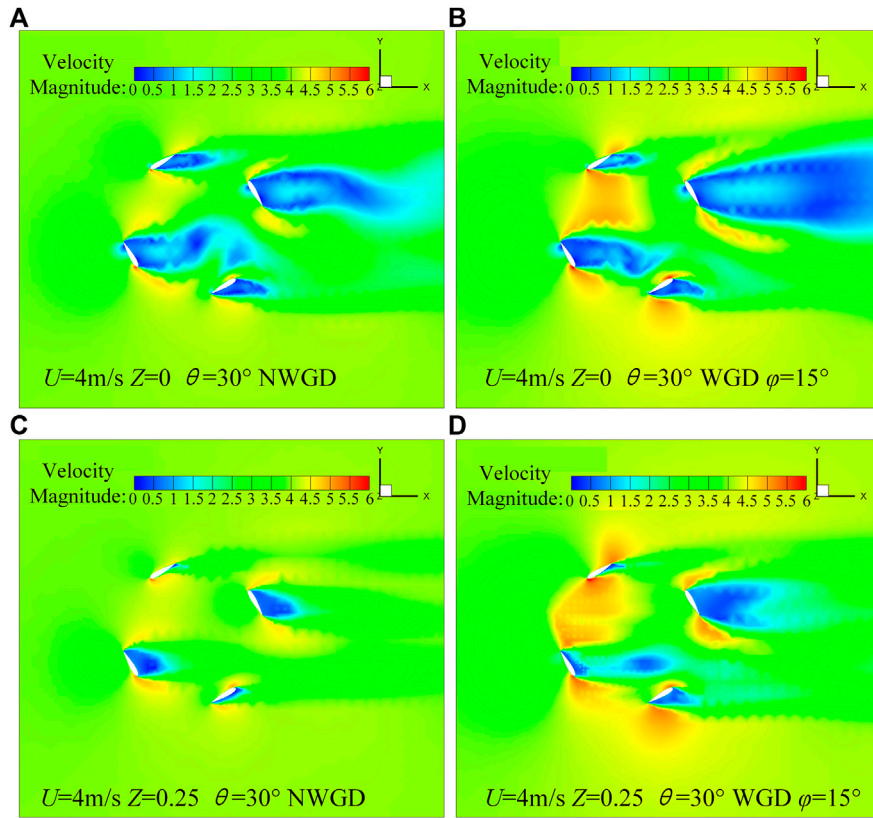 A
Velocity
Magnitude:
0 0.5 1 1.5 2 2.5 3 3.5 4 4.5 5 5.5 6
Y
Z X
U=4m/s Z=0 θ=30° NWGD
B
Velocity
Magnitude:
0 0.5 1 1.5 2 2.5 3 3.5 4 4.5 5 5.5 6
Y
Z X
U=4m/s Z=0 θ=30° WGD φ=15°
C
Velocity
Magnitude:
0 0.5 1 1.5 2 2.5 3 3.5 4 4.5 5 5.5 6
Y
Z X
U=4m/s Z=0.25 θ=30° NWGD
D
Velocity
Magnitude:
0 0.5 1 1.5 2 2.5 3 3.5 4 4.5 5 5.5 6
Y
Z X
U=4m/s Z=0.25 θ=30° WGD φ=15°